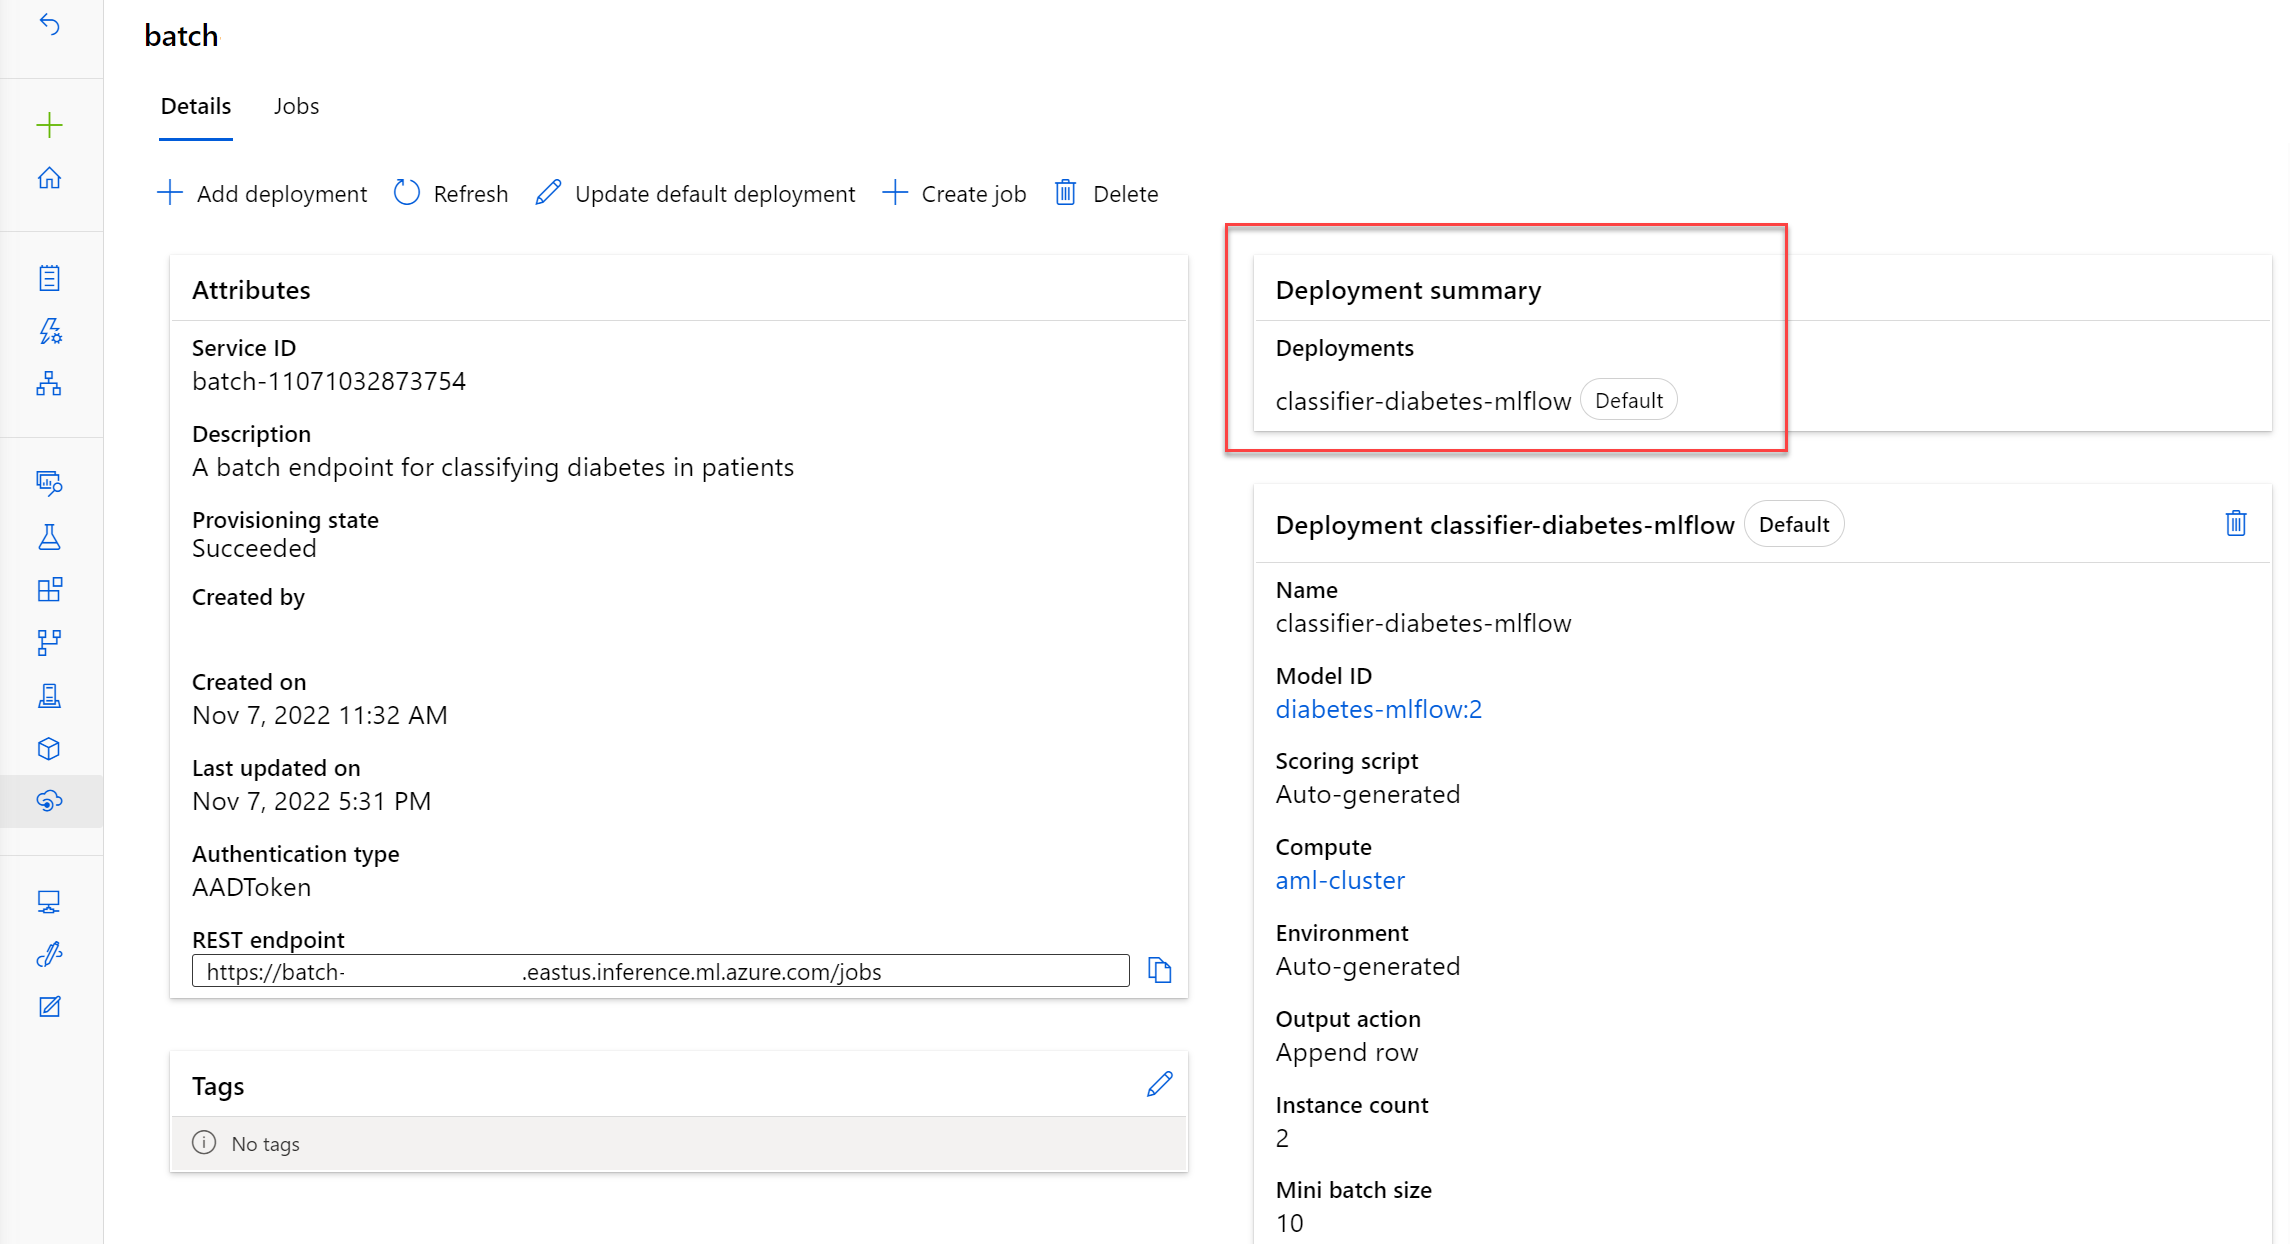 batch
Details Jobs
Add deployment Refresh Update default deployment Create job Delete
Attributes
Service ID
batch-11071032873754
Description
A batch endpoint for classifying diabetes in patients
Provisioning state
Succeeded
Created by
Created on
Nov 7, 2022 11:32 AM
Last updated on
Nov 7, 2022 5:31 PM
Authentication type
AADToken
REST endpoint
https://batch- .eastus.inference.ml.azure.com/jobs
Tags
No tags
Deployment summary
Deployments
classifier-diabetes-mlflow Default
Deployment classifier-diabetes-mlflow Default
Name
classifier-diabetes-mlflow
Model ID
diabetes-mlflow:2
Scoring script
Auto-generated
Compute
aml-cluster
Environment
Auto-generated
Output action
Append row
Instance count
2
Mini batch size
10